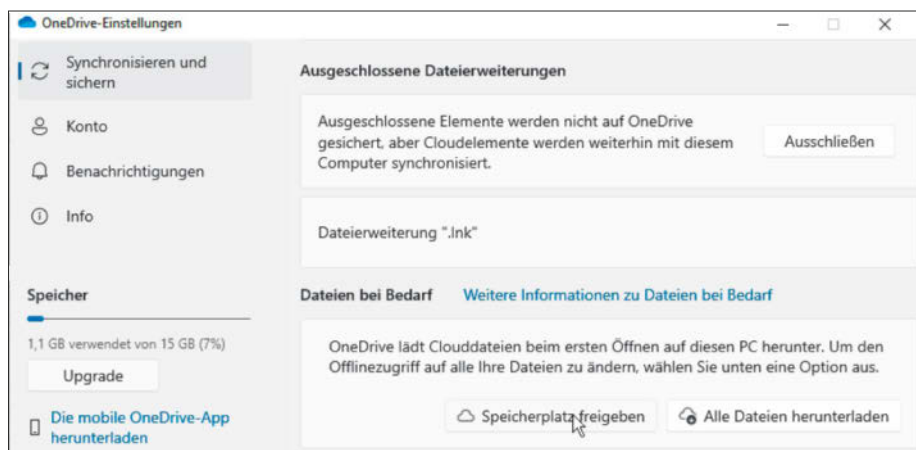 OneDrive-Einstellungen
Synchronisieren und
sichern
Konto
Benachrichtigungen
Info
Speicher
1,1 GB verwendet von 15 GB (7%)
Upgrade
Die mobile OneDrive-App
herunterladen
Ausgeschlossene Dateierweiterungen
Ausgeschlossene Elemente werden nicht auf OneDrive
gesichert, aber Cloudelemente werden weiterhin mit diesem
Computer synchronisiert.
Ausschließen
Dateierweiterung ".lnk"
Dateien bei Bedarf Weitere Informationen zu Dateien bei Bedarf
OneDrive lädt Clouddateien beim ersten Öffnen auf diesen PC herunter. Um den
Offlinezugriff auf alle Ihre Dateien zu ändern, wählen Sie unten eine Option aus.
Speicherplatz freigeben Alle Dateien herunterladen